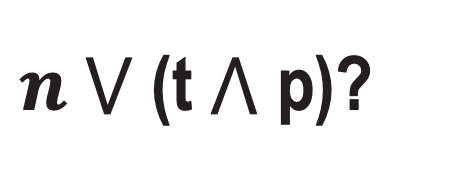 n ∨ (t ∧ p)?